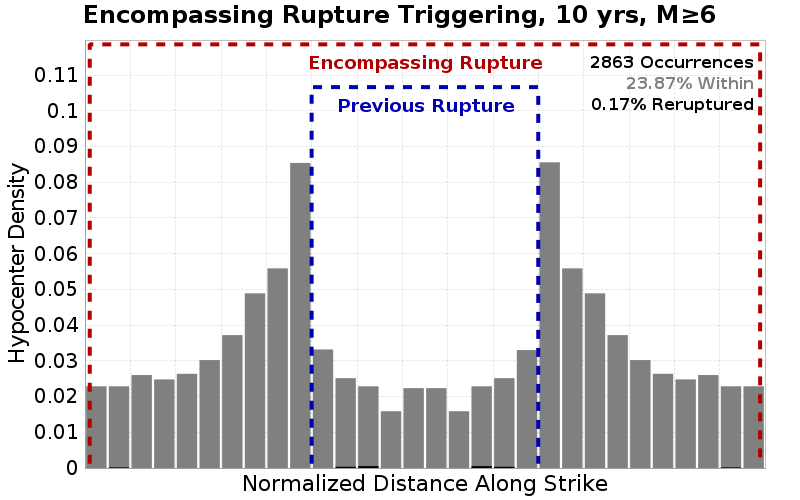 Encompassing Rupture Triggering, 10 yrs, M≥6
Encompassing Rupture
2863 Occurrences
23.87% Within
Previous Rupture
0.17% Reruptured
Hypocenter Density
0.11
0.1
0.09
0.08
0.07
0.06
0.05
0.04
0.03
0.02
0.01
0
Normalized Distance Along Strike